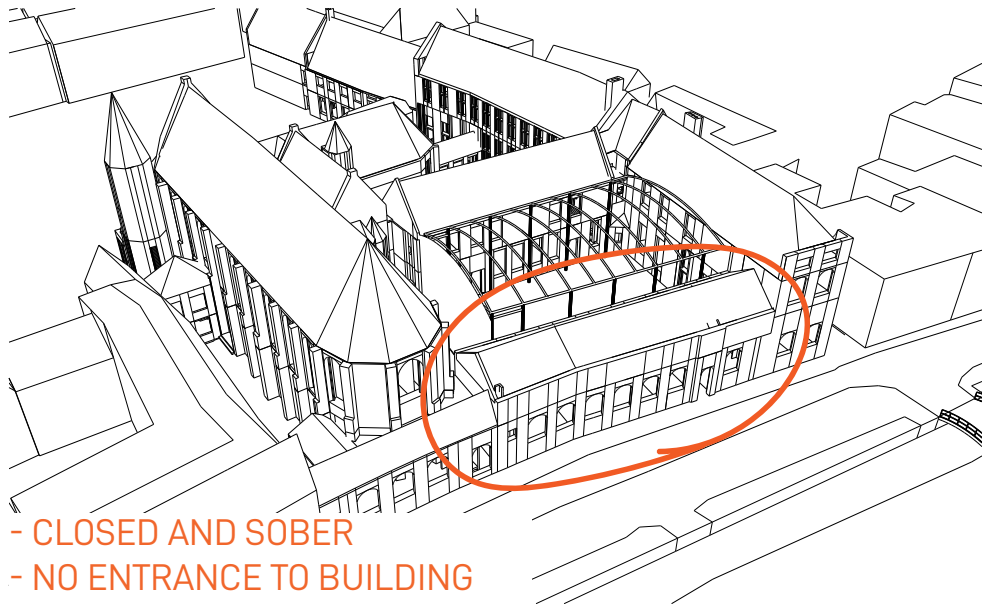 - CLOSED AND SOBER
- NO ENTRANCE TO BUILDING